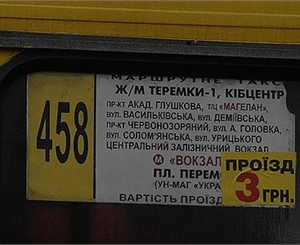 МАРШРУТНЕ ТАКС
Ж/М ТЕРЕМКИ-1, КІБЦЕНТР
458
ПР-КТ АКАД. ГЛУШКОВА, ТЦ «МАГЕЛАН»,
ВУЛ. ВАСИЛЬКІВСЬКА, ВУЛ. ДЕМІЇВСЬКА,
ПР-КТ ЧЕРВОНОЗОРЯНИЙ, ВУЛ. А. ГОЛОВКА,
ВУЛ. СОЛОМ'ЯНСЬКА, ВУЛ. УРИЦЬКОГО
ЦЕНТРАЛЬНИЙ ЗАЛІЗНИЧНИЙ ВОКЗАЛ
М «ВОКЗАЛ
ПЛ. ПЕРЕМО
(УН-МАГ «УКРА
ВАРТІСТЬ ПРОЇЗД
ПРОЇЗД
3 ГРН.